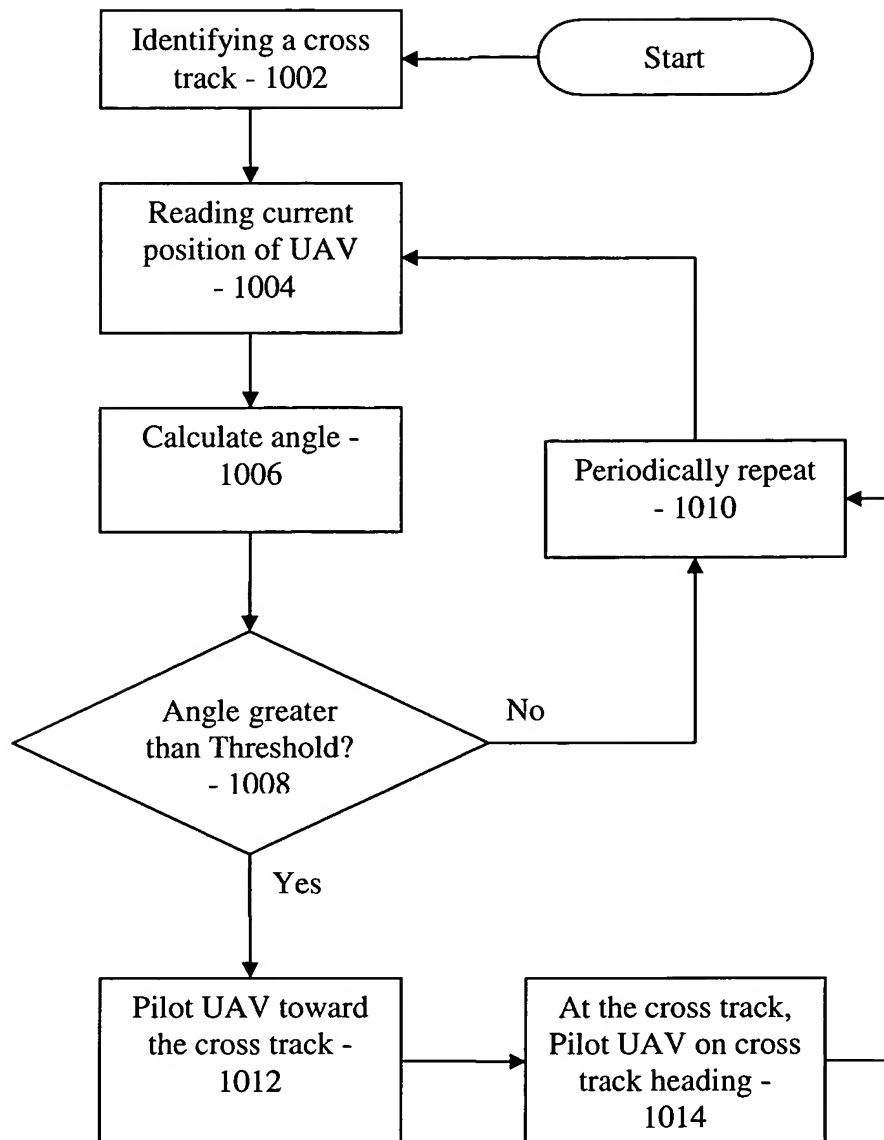 Identifying a cross
track - 1002
Start
Reading current
position of UAV
- 1004
Calculate angle -
1006
Periodically repeat
- 1010
Angle greater
than Threshold?
- 1008
No
Yes
Pilot UAV toward
the cross track -
1012
At the cross track,
Pilot UAV on cross
track heading -
1014